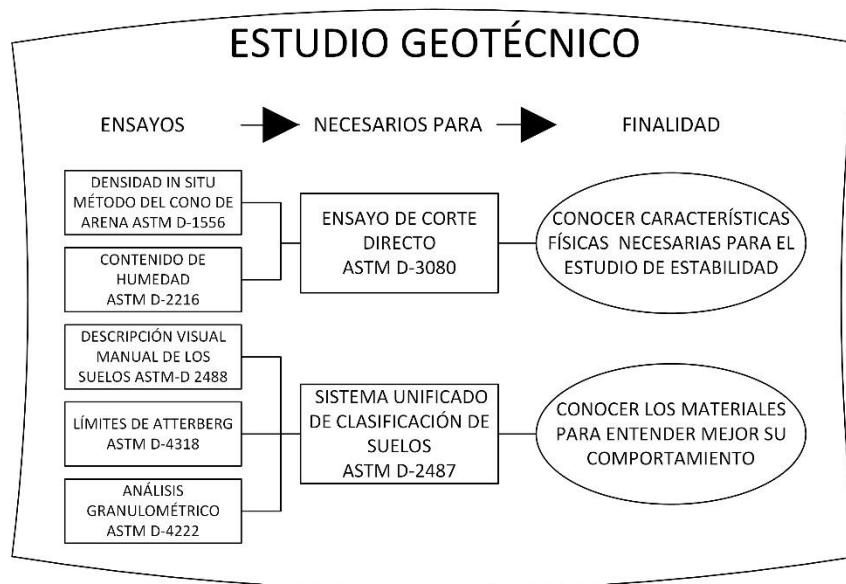 ESTUDIO GEOTÉCNICO
ENSAYOS
NECESARIOS PARA
FINALIDAD
DENSIDAD IN SITU
MÉTODO DEL CONO DE
ARENA ASTM D-1556
CONTENIDO DE
HUMEDAD
ASTM D-2216
ENSAYO DE CORTE
DIRECTO
ASTM D-3080
CONOCER CARACTERÍSTICAS
FÍSICAS NECESARIAS PARA EL
ESTUDIO DE ESTABILIDAD
DESCRIPCIÓN VISUAL
MANUAL DE LOS
SUELOS ASTM-D 2488
LÍMITES DE ATTERBERG
ASTM D-4318
ANÁLISIS
GRANULOMÉTRICO
ASTM D-4222
SISTEMA UNIFICADO
DE CLASIFICACIÓN DE
SUELOS
ASTM D-2487
CONOCER LOS MATERIALES
PARA ENTENDER MEJOR SU
COMPORTAMIENTO